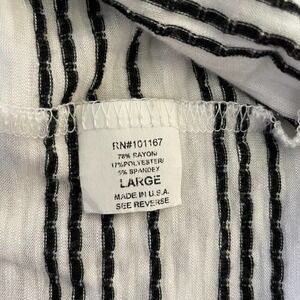 RN#101167
78% RAYON/
17%POLYESTER/
5% SPANDEX
LARGE
MADE IN U.S.A.
SEE REVERSE